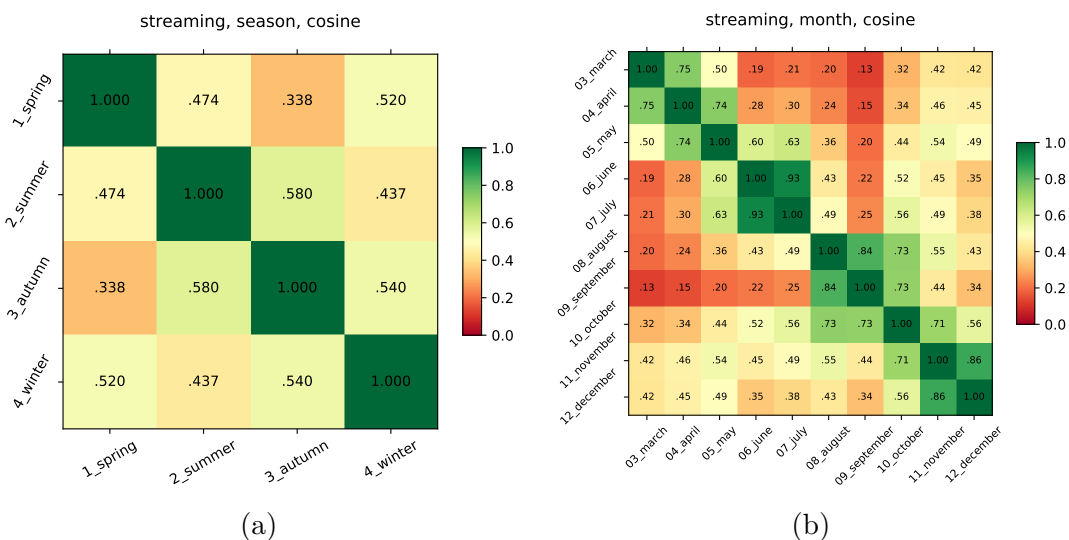 streaming, season, cosine
1_spring 1.000 .474 .338 .520
2_summer .474 1.000 .580 .437
3_autumn .338 .580 1.000 .540
4_winter .520 .437 .540 1.000
1_spring 2_summer 3_autumn 4_winter
1.0
0.8
0.6
0.4
0.2
0.0
(a)
streaming, month, cosine
03_march 1.00 .75 .50 .19 .21 .20 .13 .32 .42 .42
04_april .75 1.00 .74 .28 .30 .24 .15 .34 .46 .45
05_may .50 .74 1.00 .60 .63 .36 .20 .44 .54 .49
06_june .19 .28 .60 1.00 .93 .43 .22 .52 .45 .35
07_july .21 .30 .63 .93 1.00 .49 .25 .56 .49 .38
08_august .20 .24 .36 .43 .49 1.00 .84 .73 .55 .43
09_september .13 .15 .20 .22 .25 .84 1.00 .73 .44 .34
10_october .32 .34 .44 .52 .56 .73 .73 1.00 .71 .56
11_november .42 .46 .54 .45 .49 .55 .44 .71 1.00 .86
12_december .42 .45 .49 .35 .38 .43 .34 .56 .86 1.00
03_march 04_april 05_may 06_june 07_july 08_august 09_september 10_october 11_november 12_december
1.0
0.8
0.6
0.4
0.2
0.0
(b)